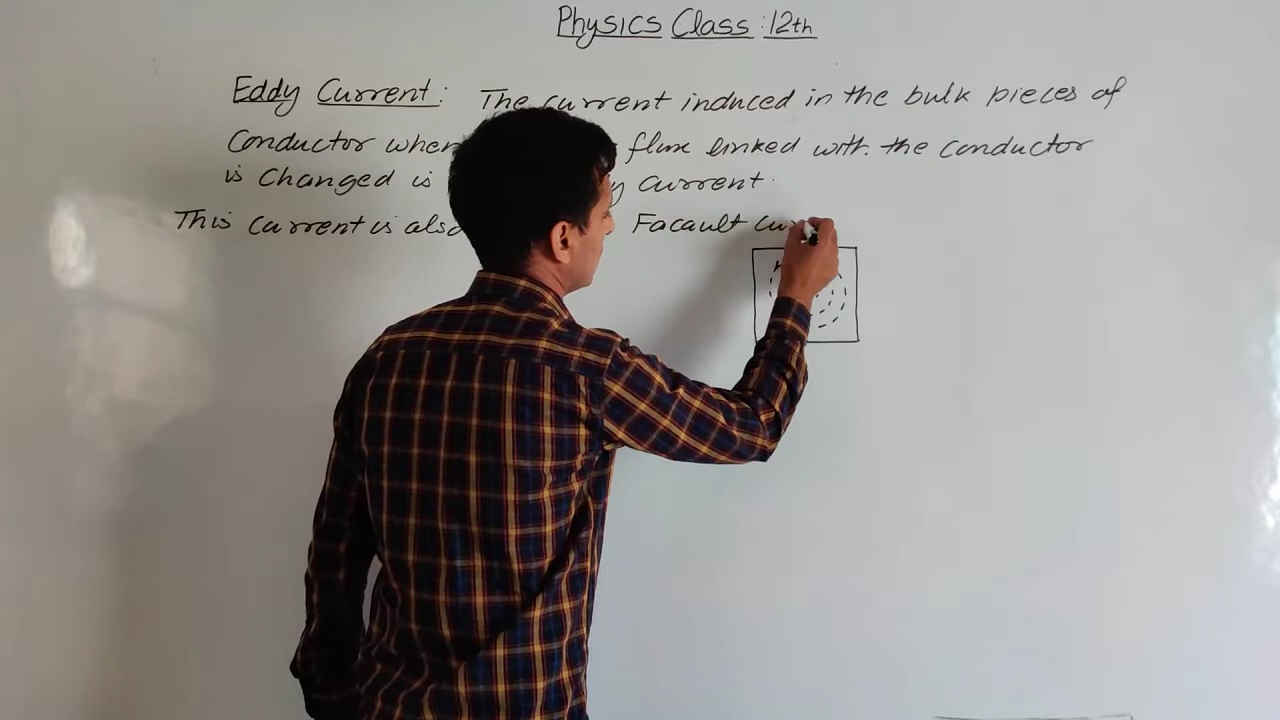 Physics Class : 12th
Eddy Current : The current induced in the bulk pieces of
Conductor when flux linked with the conductor
is changed is current.
This current is also Facault cur